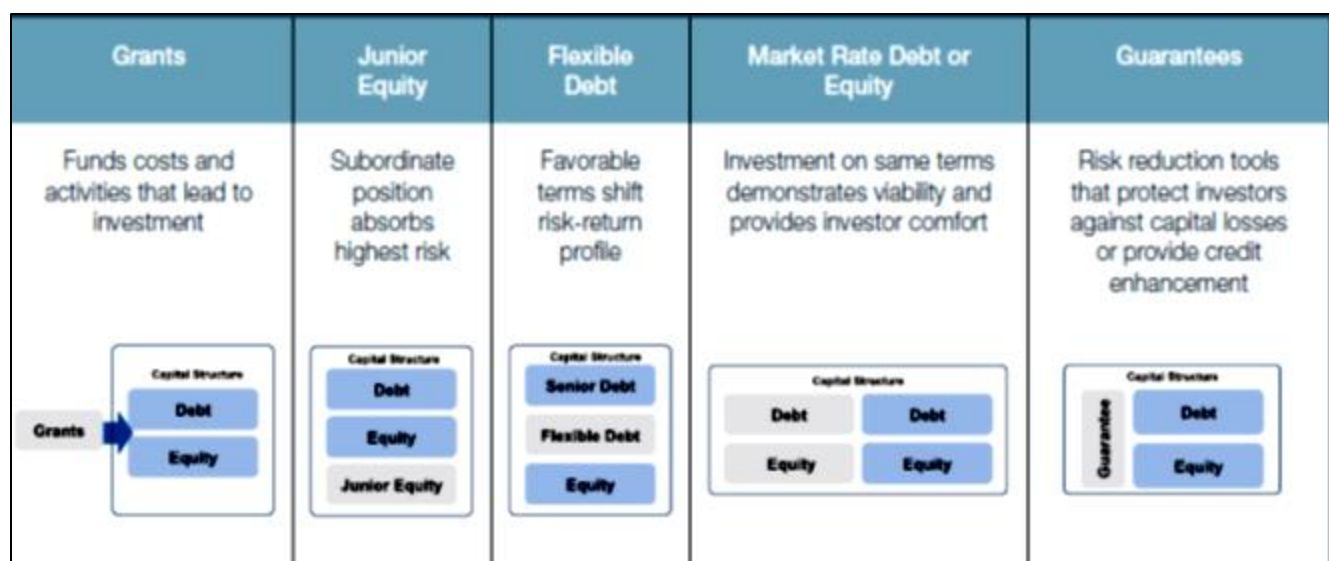 Grants
Funds costs and
activities that lead to
investment
Grants
Capital Structure
Debt
Equity
Junior
Equity
Subordinate
position
absorbs
highest risk
Capital Structure
Debt
Equity
Junior Equity
Flexible
Debt
Favorable
terms shift
risk-return
profile
Capital Structure
Senior Debt
Flexible Debt
Equity
Market Rate Debt or
Equity
Investment on same terms
demonstrates viability and
provides investor comfort
Capital Structure
Debt
Debt
Equity
Equity
Guarantees
Risk reduction tools
that protect investors
against capital losses
or provide credit
enhancement
Capital Structure
Guarantee
Debt
Equity